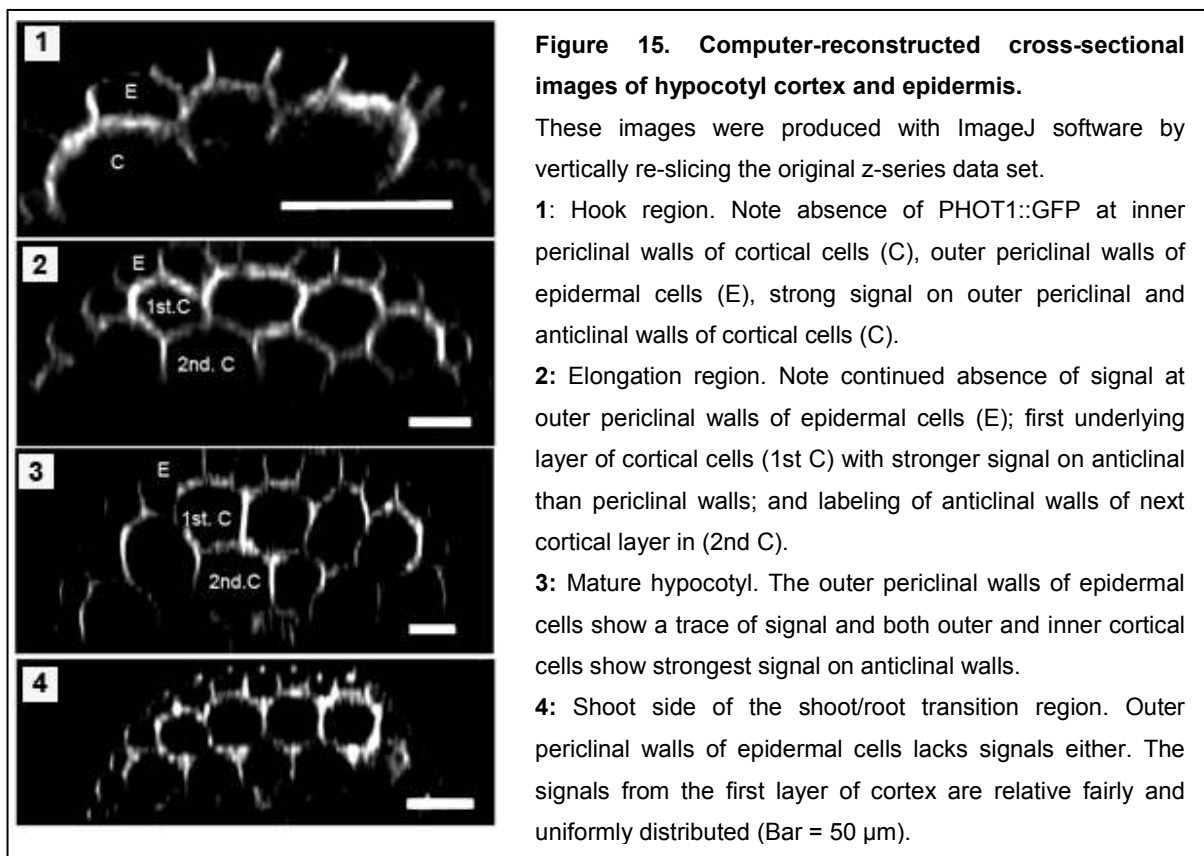 1
E
C
2
E
1st.C
2nd. C
3
E
1st. C
2nd.C
4
Figure 15. Computer-reconstructed cross-sectional
images of hypocotyl cortex and epidermis.
These images were produced with ImageJ software by
vertically re-slicing the original z-series data set.
1: Hook region. Note absence of PHOT1::GFP at inner
periclinal walls of cortical cells (C), outer periclinal walls of
epidermal cells (E), strong signal on outer periclinal and
anticlinal walls of cortical cells (C).
2: Elongation region. Note continued absence of signal at
outer periclinal walls of epidermal cells (E); first underlying
layer of cortical cells (1st C) with stronger signal on anticlinal
than periclinal walls; and labeling of anticlinal walls of next
cortical layer in (2nd C).
3: Mature hypocotyl. The outer periclinal walls of epidermal
cells show a trace of signal and both outer and inner cortical
cells show strongest signal on anticlinal walls.
4: Shoot side of the shoot/root transition region. Outer
periclinal walls of epidermal cells lacks signals either. The
signals from the first layer of cortex are relative fairly and
uniformly distributed (Bar = 50 µm).